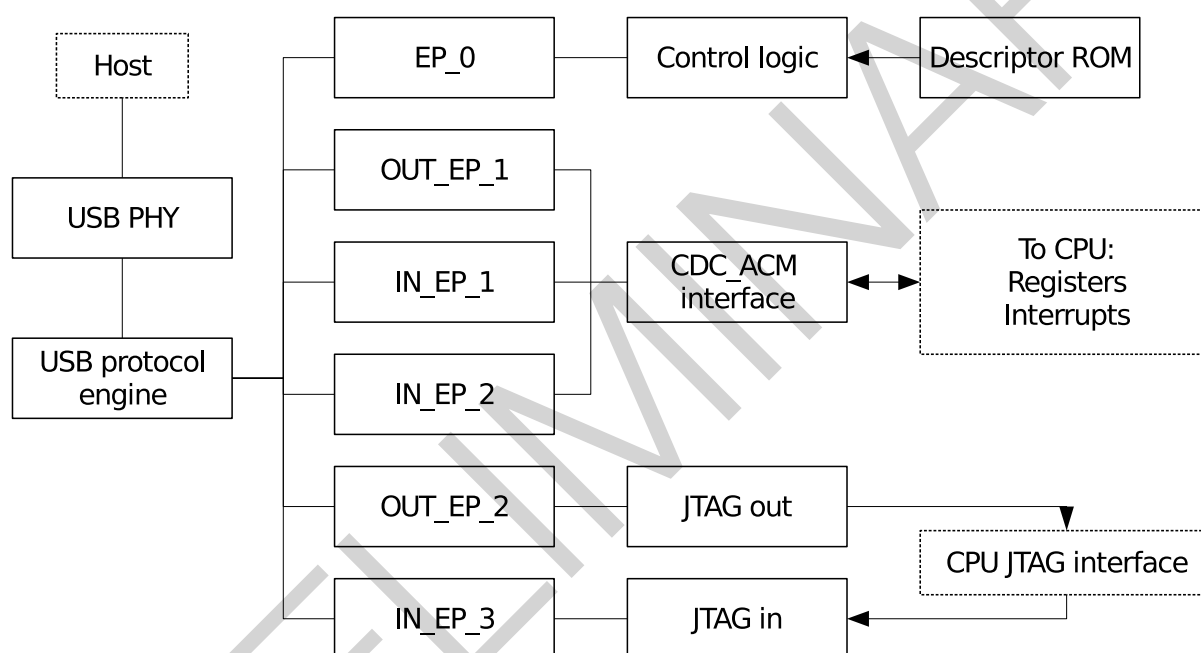 Host
EP_0
Control logic
Descriptor ROM
OUT_EP_1
USB PHY
IN_EP_1
CDC_ACM
interface
To CPU:
Registers
Interrupts
USB protocol
engine
IN_EP_2
OUT_EP_2
JTAG out
CPU JTAG interface
IN_EP_3
JTAG in
ELIMINA